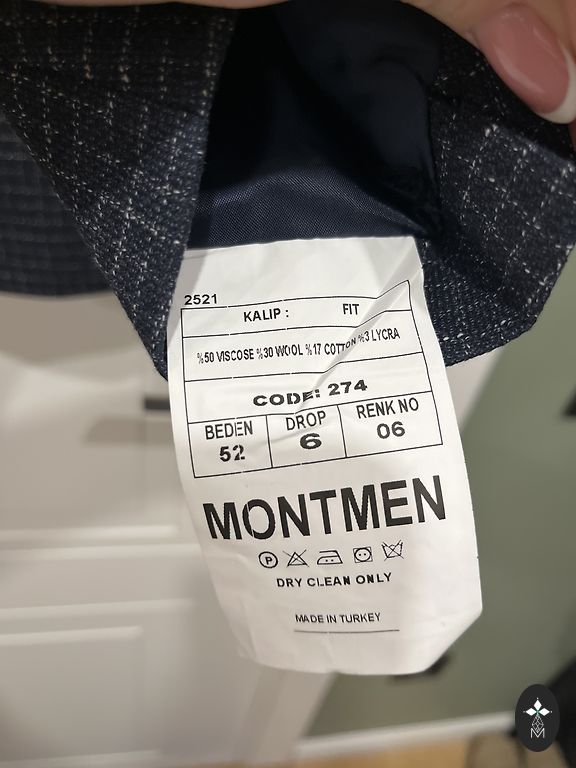 2521
KALIP : FIT
%50 VISCOSE %30 WOOL %17 COTTON %3 LYCRA
CODE: 274
BEDEN DROP RENK NO
52 6 06
MONTMEN
P
DRY CLEAN ONLY
MADE IN TURKEY
M